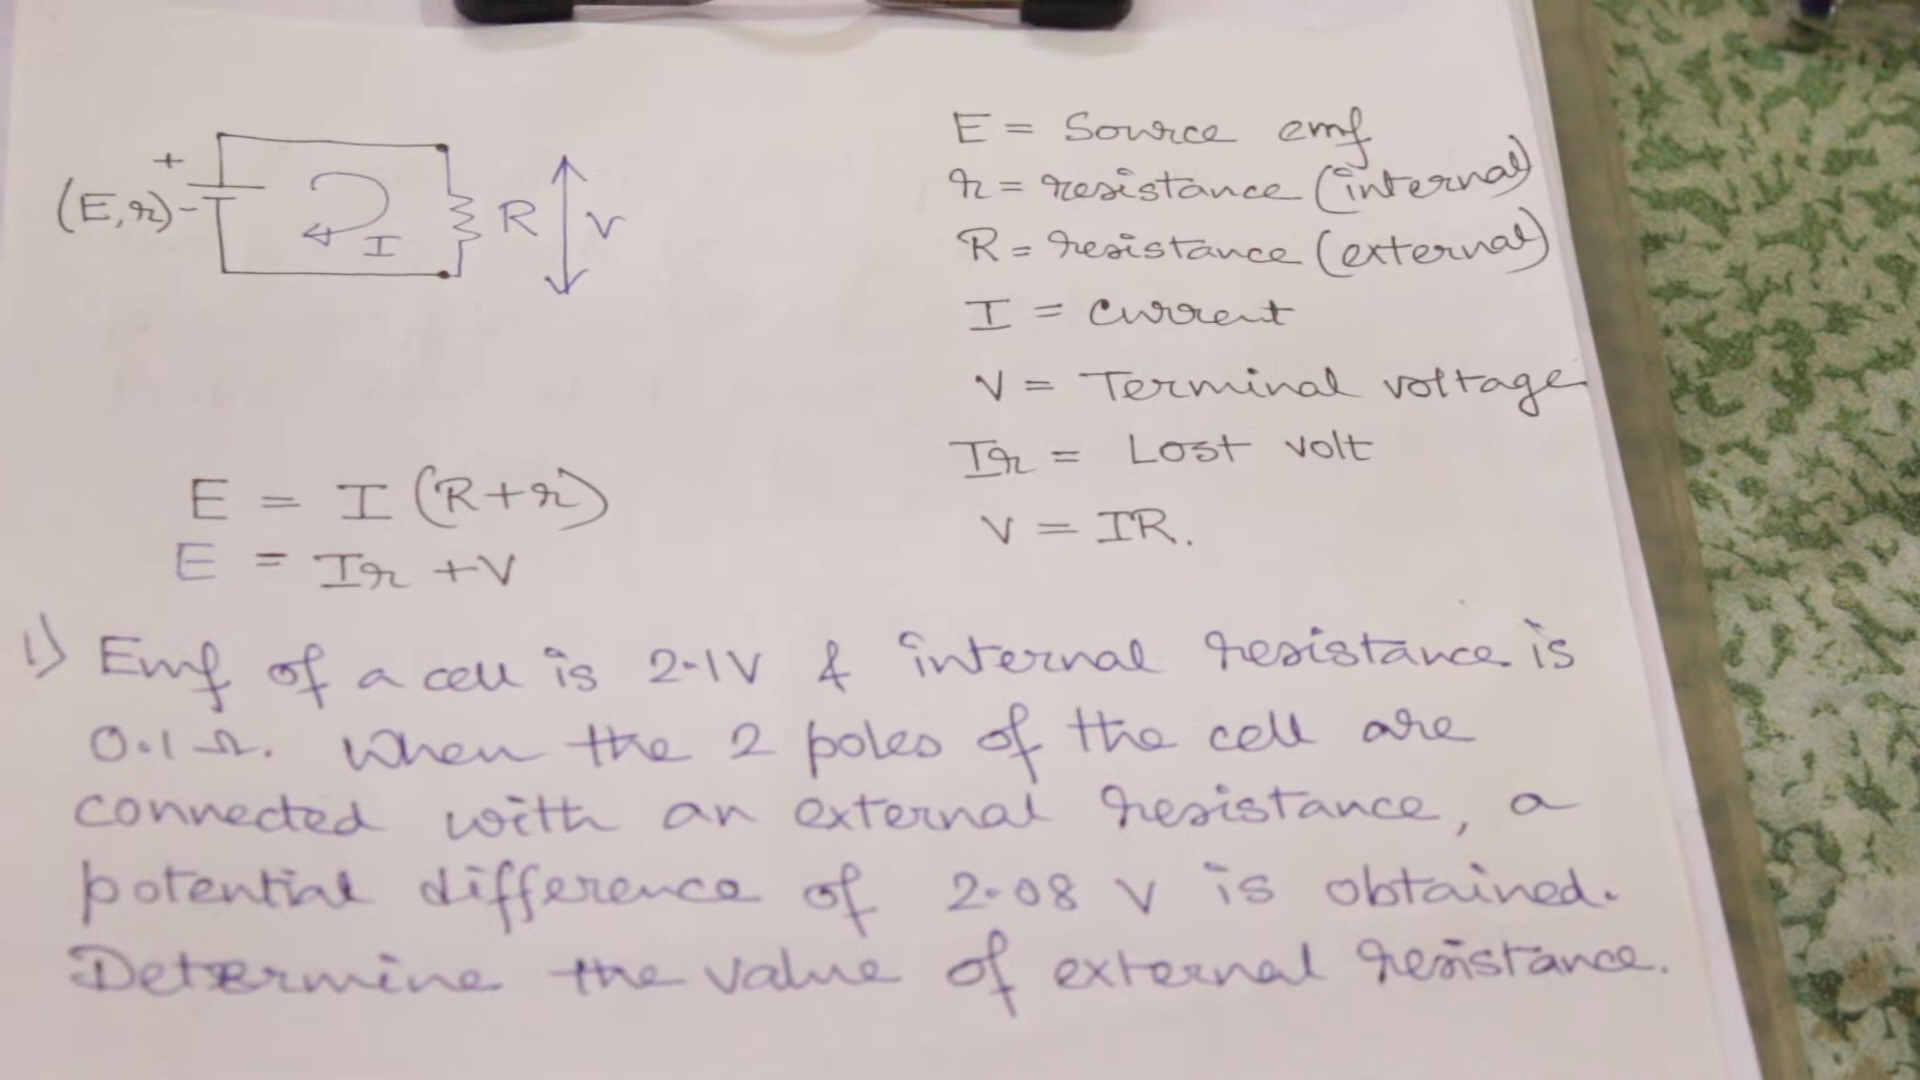 +
(E, r) -
I
R
V
E = Source emf
r = resistance (internal)
R = resistance (external)
I = Current
V = Terminal voltage
Ir = Lost volt
V = IR.
E = I (R+r)
E = Ir + V
1) Emf of a cell is 2.1V & internal resistance is
0.1 Ω. When the 2 poles of the cell are
connected with an external resistance, a
potential difference of 2.08 V is obtained.
Determine the value of external resistance.